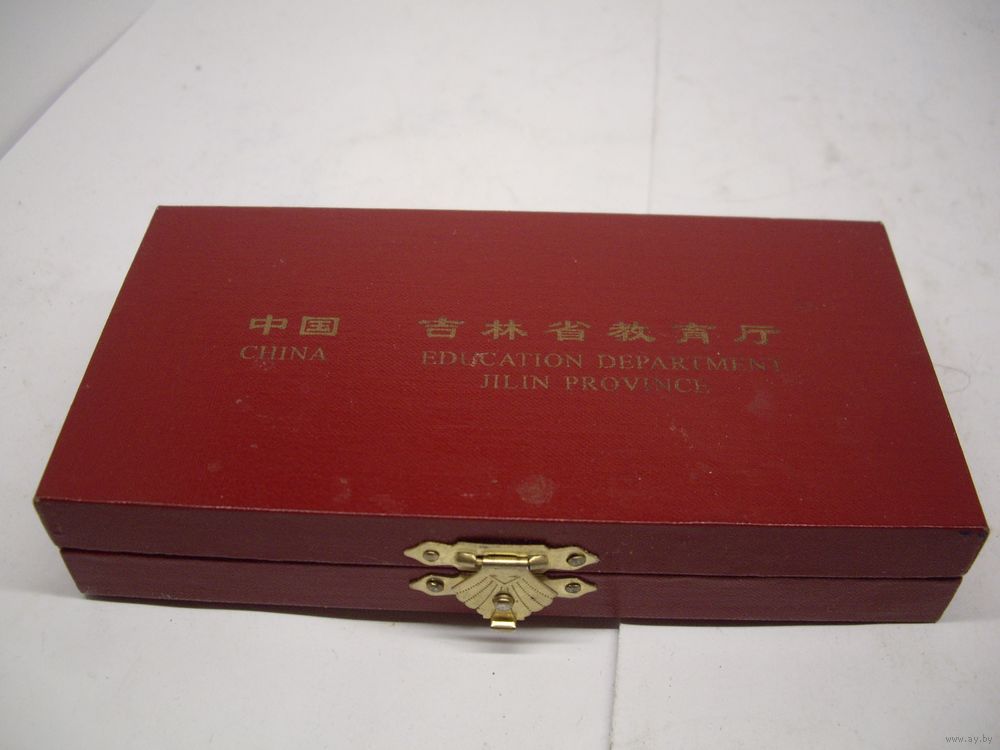 中国 吉林省教育厅
CHINA EDUCATION DEPARTMENT
JILIN PROVINCE
www.ay.by